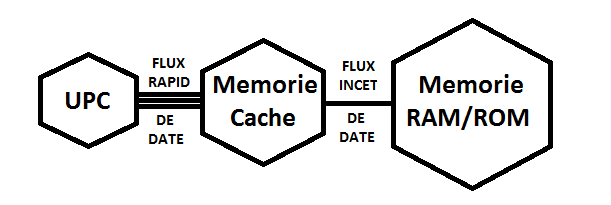 UPC
FLUX
RAPID
DE
DATE
Memorie
Cache
FLUX
INCET
DE
DATE
Memorie
RAM/ROM